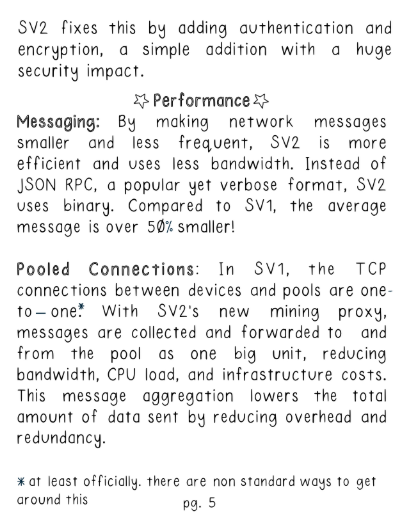 SV2 fixes this by adding authentication and
encryption, a simple addition with a huge
security impact.
☆Performance☆
Messaging: By making network messages
smaller and less frequent, SV2 is more
efficient and uses less bandwidth. Instead of
JSON RPC, a popular yet verbose format, SV2
uses binary. Compared to SV1, the average
message is over 50% smaller!
Pooled Connections: In SV1, the TCP
connections between devices and pools are one-
to-one.* With SV2's new mining proxy,
messages are collected and forwarded to and
from the pool as one big unit, reducing
bandwidth, CPU load, and infrastructure costs.
This message aggregation lowers the total
amount of data sent by reducing overhead and
redundancy.
* at least officially. there are non standard ways to get
around this
pg. 5